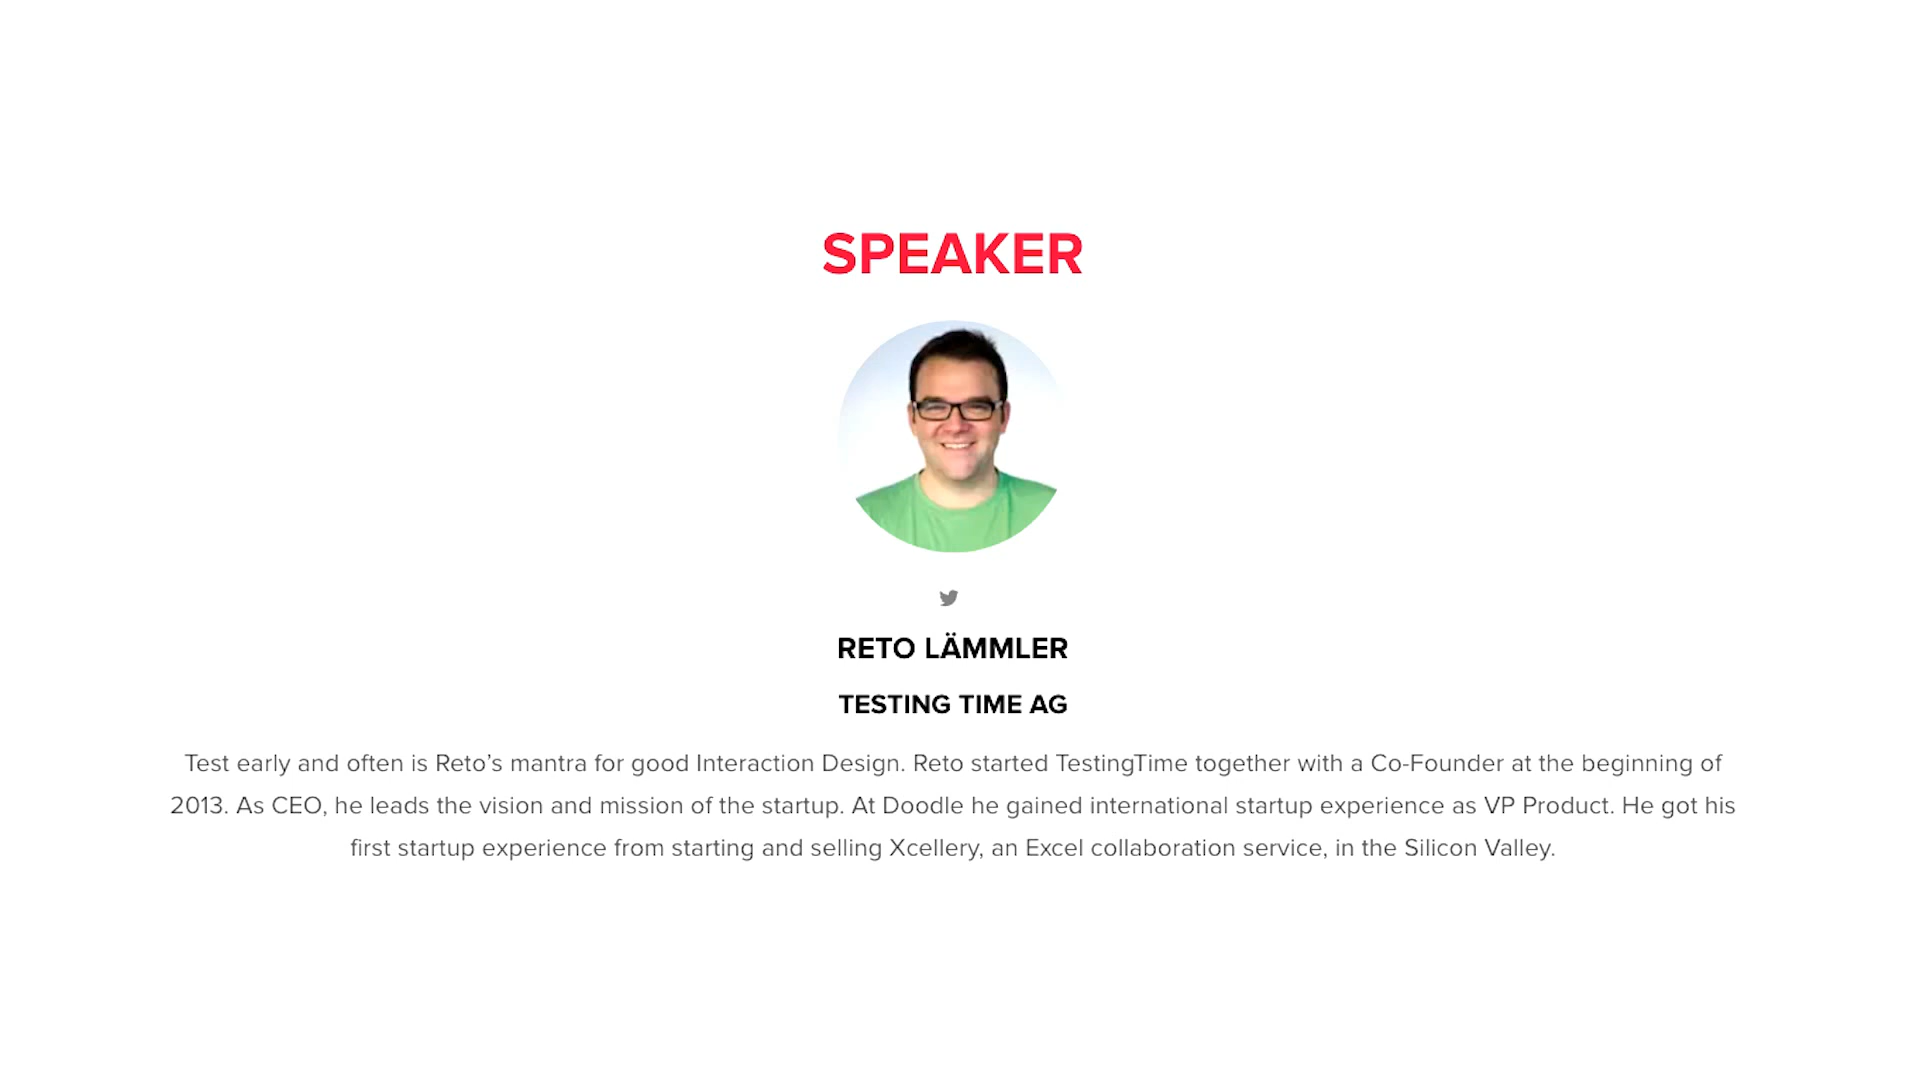 SPEAKER
RETO LÄMMLER
TESTING TIME AG
Test early and often is Reto’s mantra for good Interaction Design. Reto started TestingTime together with a Co-Founder at the beginning of
2013. As CEO, he leads the vision and mission of the startup. At Doodle he gained international startup experience as VP Product. He got his
first startup experience from starting and selling Xcellery, an Excel collaboration service, in the Silicon Valley.